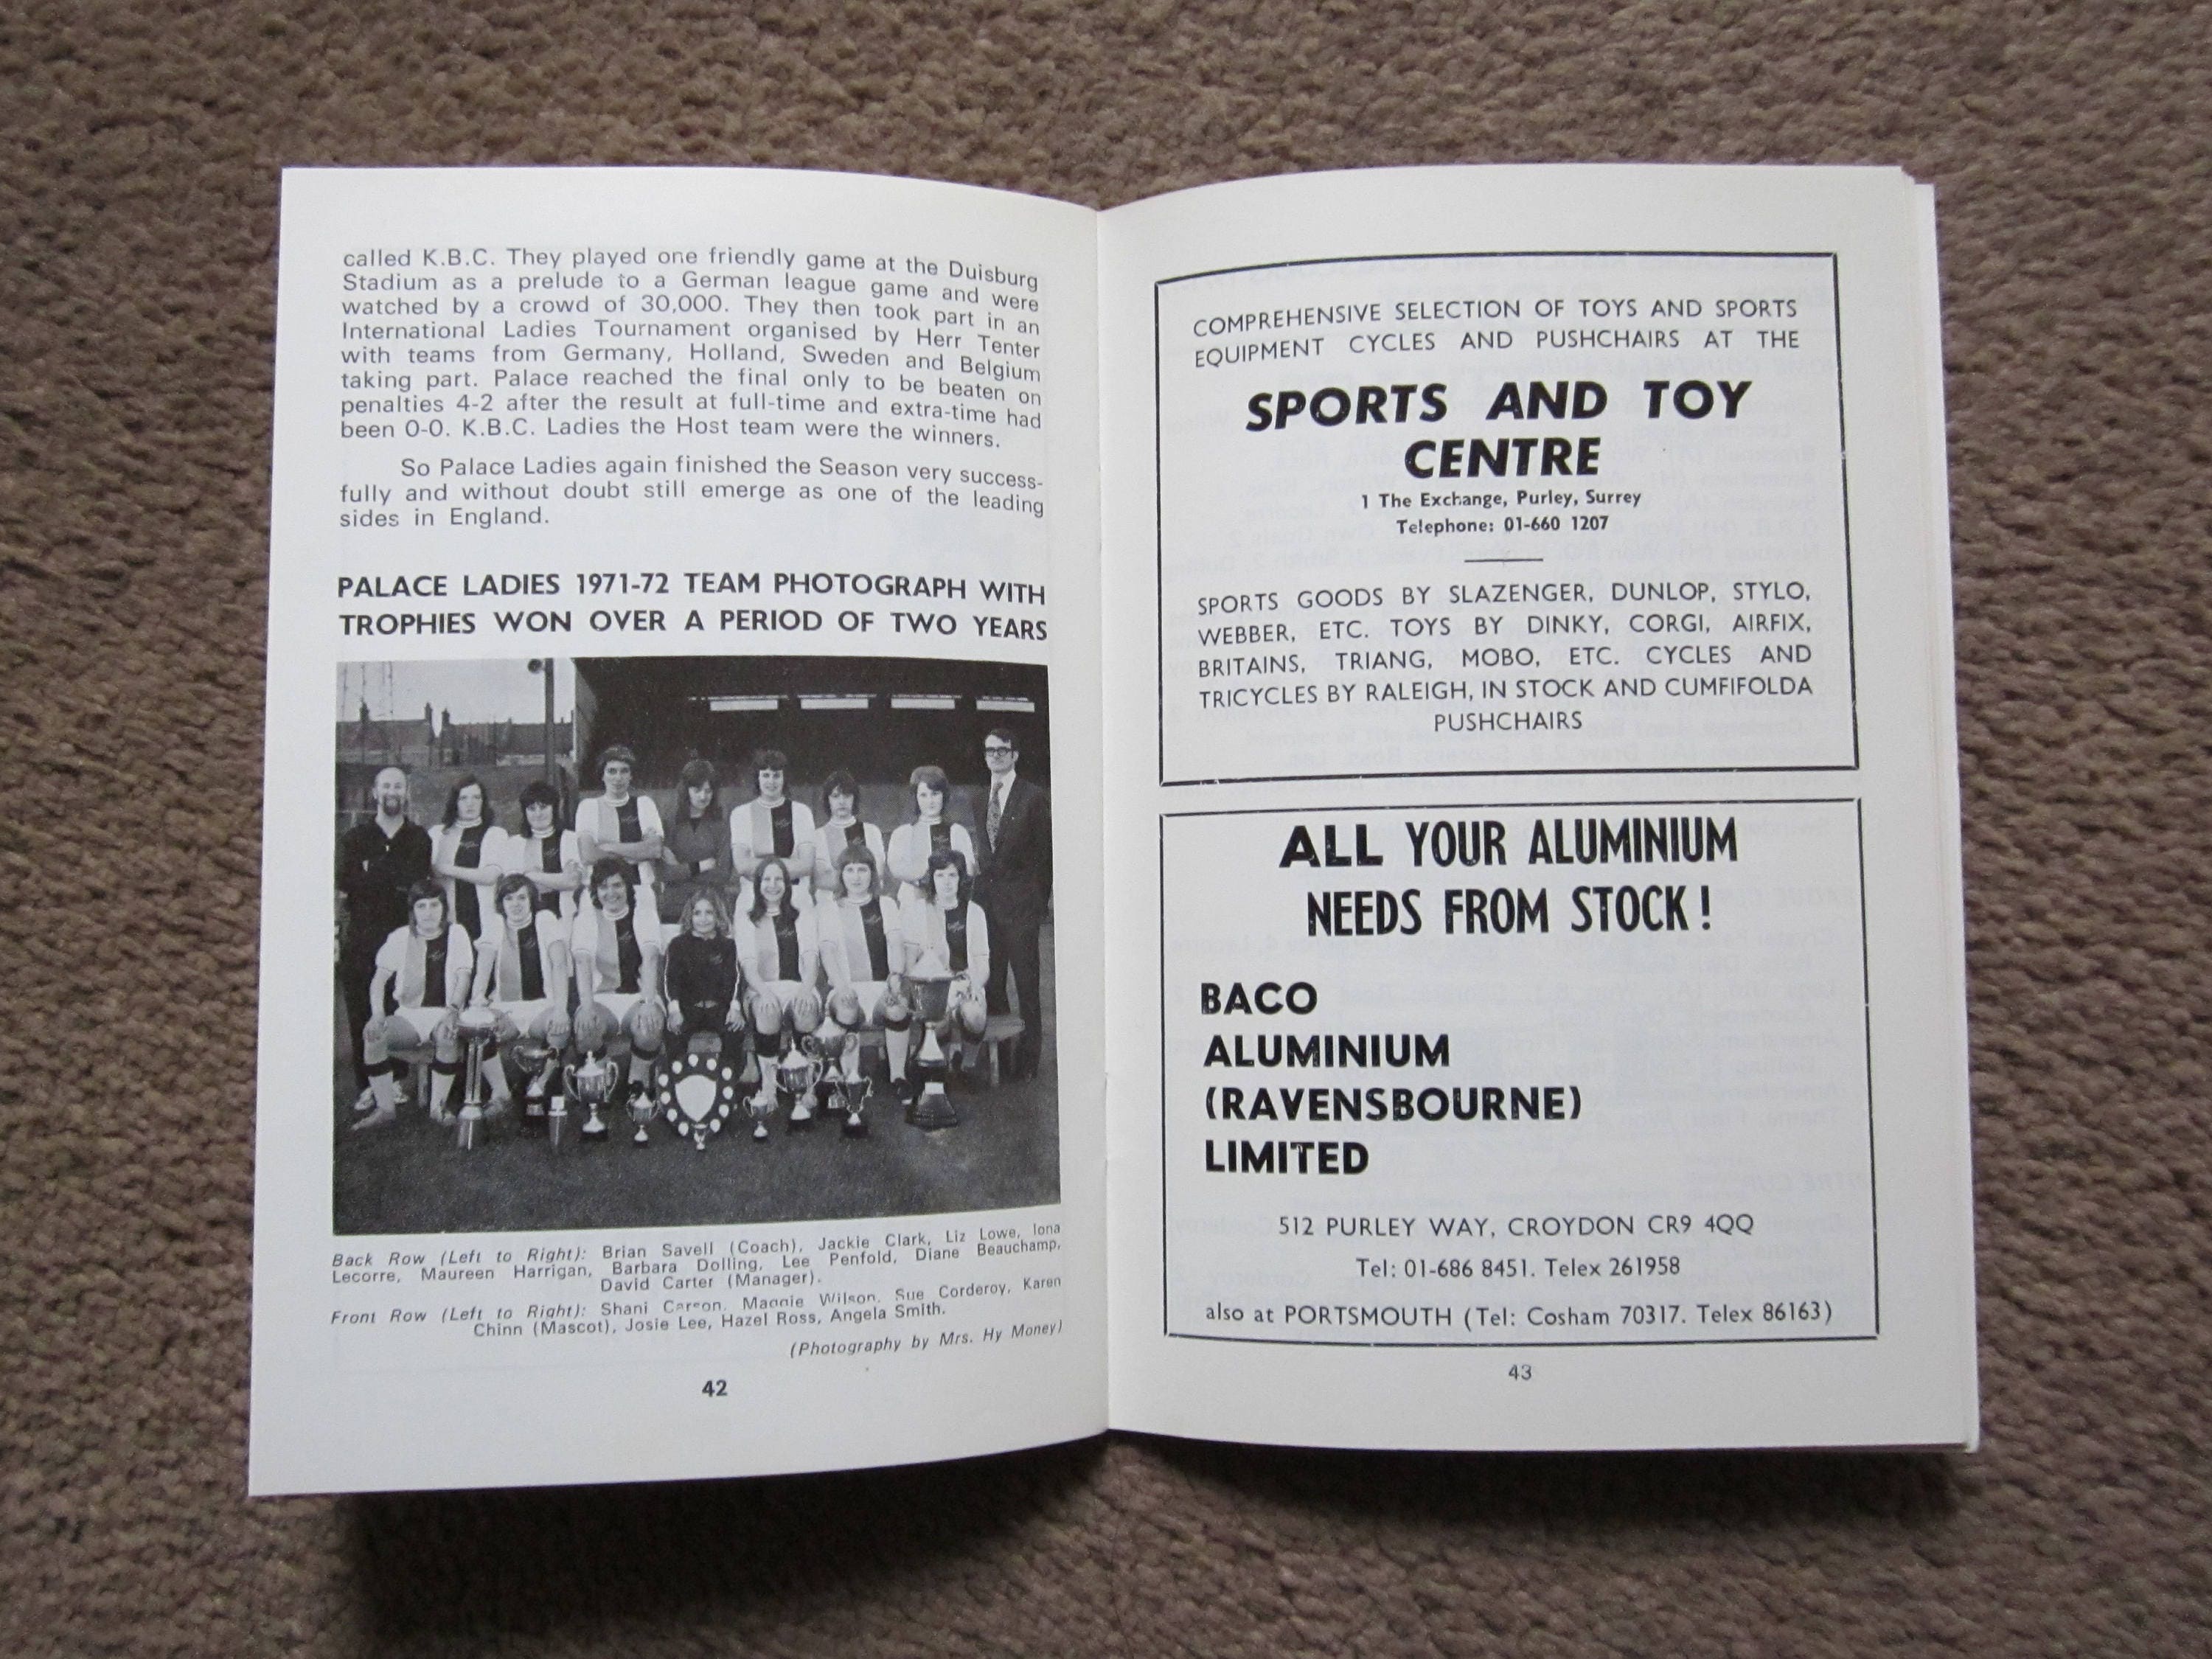 called K.B.C. They played one friendly game at the Duisburg
Stadium as a prelude to a German league game and were
watched by a crowd of 30,000. They then took part in an
International Ladies Tournament organised by Herr Tenter
with teams from Germany, Holland, Sweden and Belgium
taking part. Palace reached the final only to be beaten on
penalties 4-2 after the result at full-time and extra-time had
been 0-0. K.B.C. Ladies the Host team were the winners.
So Palace Ladies again finished the Season very success-
fully and without doubt still emerge as one of the leading
sides in England.
PALACE LADIES 1971-72 TEAM PHOTOGRAPH WITH
TROPHIES WON OVER A PERIOD OF TWO YEARS
Back Row (Left to Right): Brian Savell (Coach), Jackie Clark, Liz Lowe, Iona
Lecorre, Maureen Harrigan, Barbara Dolling, Lee Penfold, Diane Beauchamp,
David Carter (Manager).
Front Row (Left to Right): Shani Carson, Maggie Wilson, Sue Corderoy, Karen
Chinn (Mascot), Josie Lee, Hazel Ross, Angela Smith.
(Photography by Mrs. Hy Money)
42
COMPREHENSIVE SELECTION OF TOYS AND SPORTS
EQUIPMENT CYCLES AND PUSHCHAIRS AT THE
SPORTS AND TOY
CENTRE
1 The Exchange, Purley, Surrey
Telephone: 01-660 1207
SPORTS GOODS BY SLAZENGER, DUNLOP, STYLO,
WEBBER, ETC. TOYS BY DINKY, CORGI, AIRFIX,
BRITAINS, TRIANG, MOBO, ETC. CYCLES AND
TRICYCLES BY RALEIGH, IN STOCK AND CUMFIFOLDA
PUSHCHAIRS
ALL YOUR ALUMINIUM
NEEDS FROM STOCK!
BACO
ALUMINIUM
(RAVENSBOURNE)
LIMITED
512 PURLEY WAY, CROYDON CR9 4QQ
Tel: 01-686 8451. Telex 261958
also at PORTSMOUTH (Tel: Cosham 70317. Telex 86163)
43